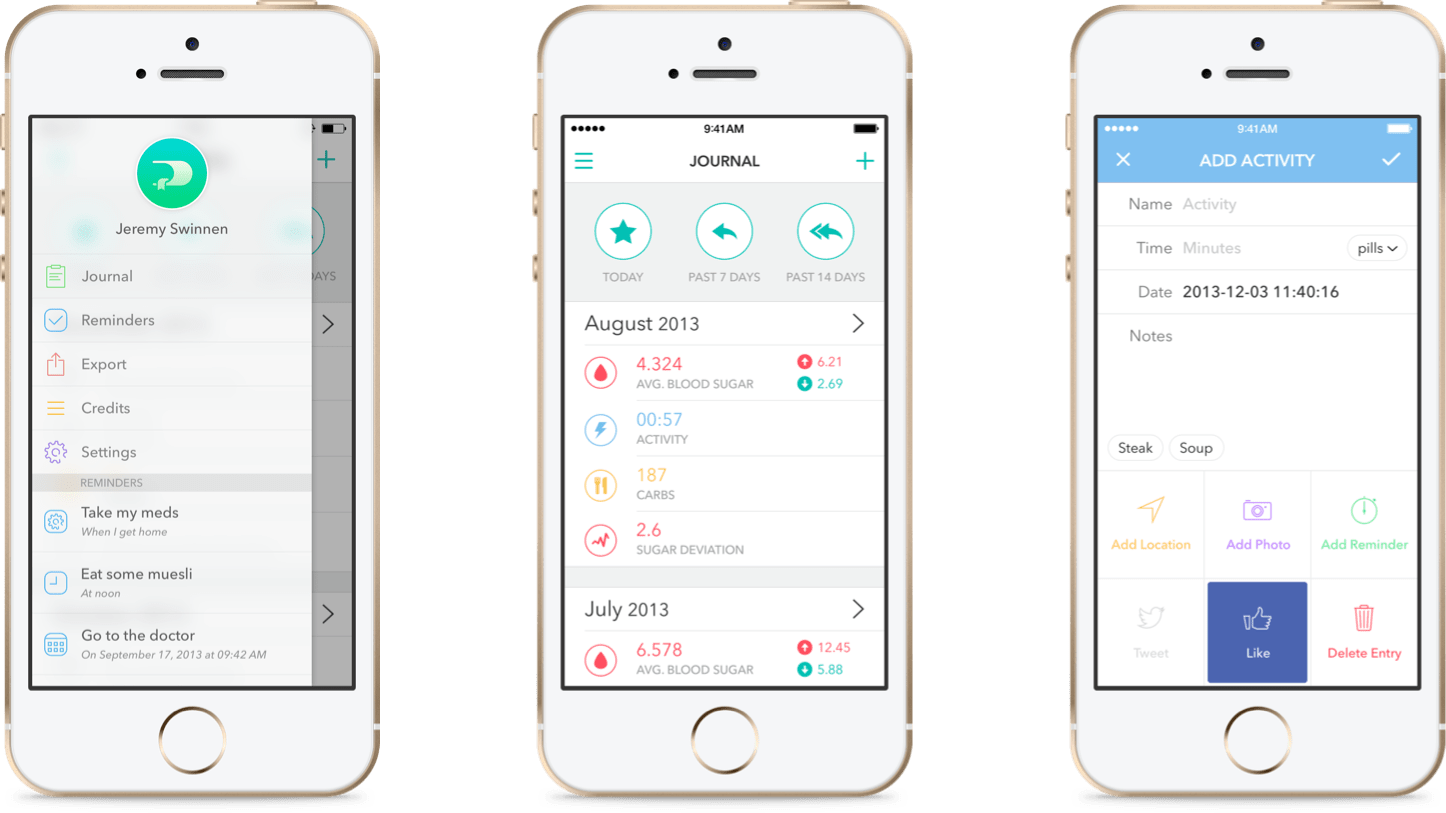 Jeremy Swinnen
Journal
Reminders
Export
Credits
Settings
REMINDERS
Take my meds
When I get home
Eat some muesli
At noon
Go to the doctor
On September 17, 2013 at 09:42 AM
AYS
9:41AM
JOURNAL
TODAY
PAST 7 DAYS
PAST 14 DAYS
August 2013
4.324
AVG. BLOOD SUGAR
6.21
2.69
00:57
ACTIVITY
187
CARBS
2.6
SUGAR DEVIATION
July 2013
6.578
AVG. BLOOD SUGAR
12.45
5.88
9:41AM
ADD ACTIVITY
Name Activity
Time Minutes pills
Date 2013-12-03 11:40:16
Notes
Steak Soup
Add Location Add Photo Add Reminder
Tweet Like Delete Entry